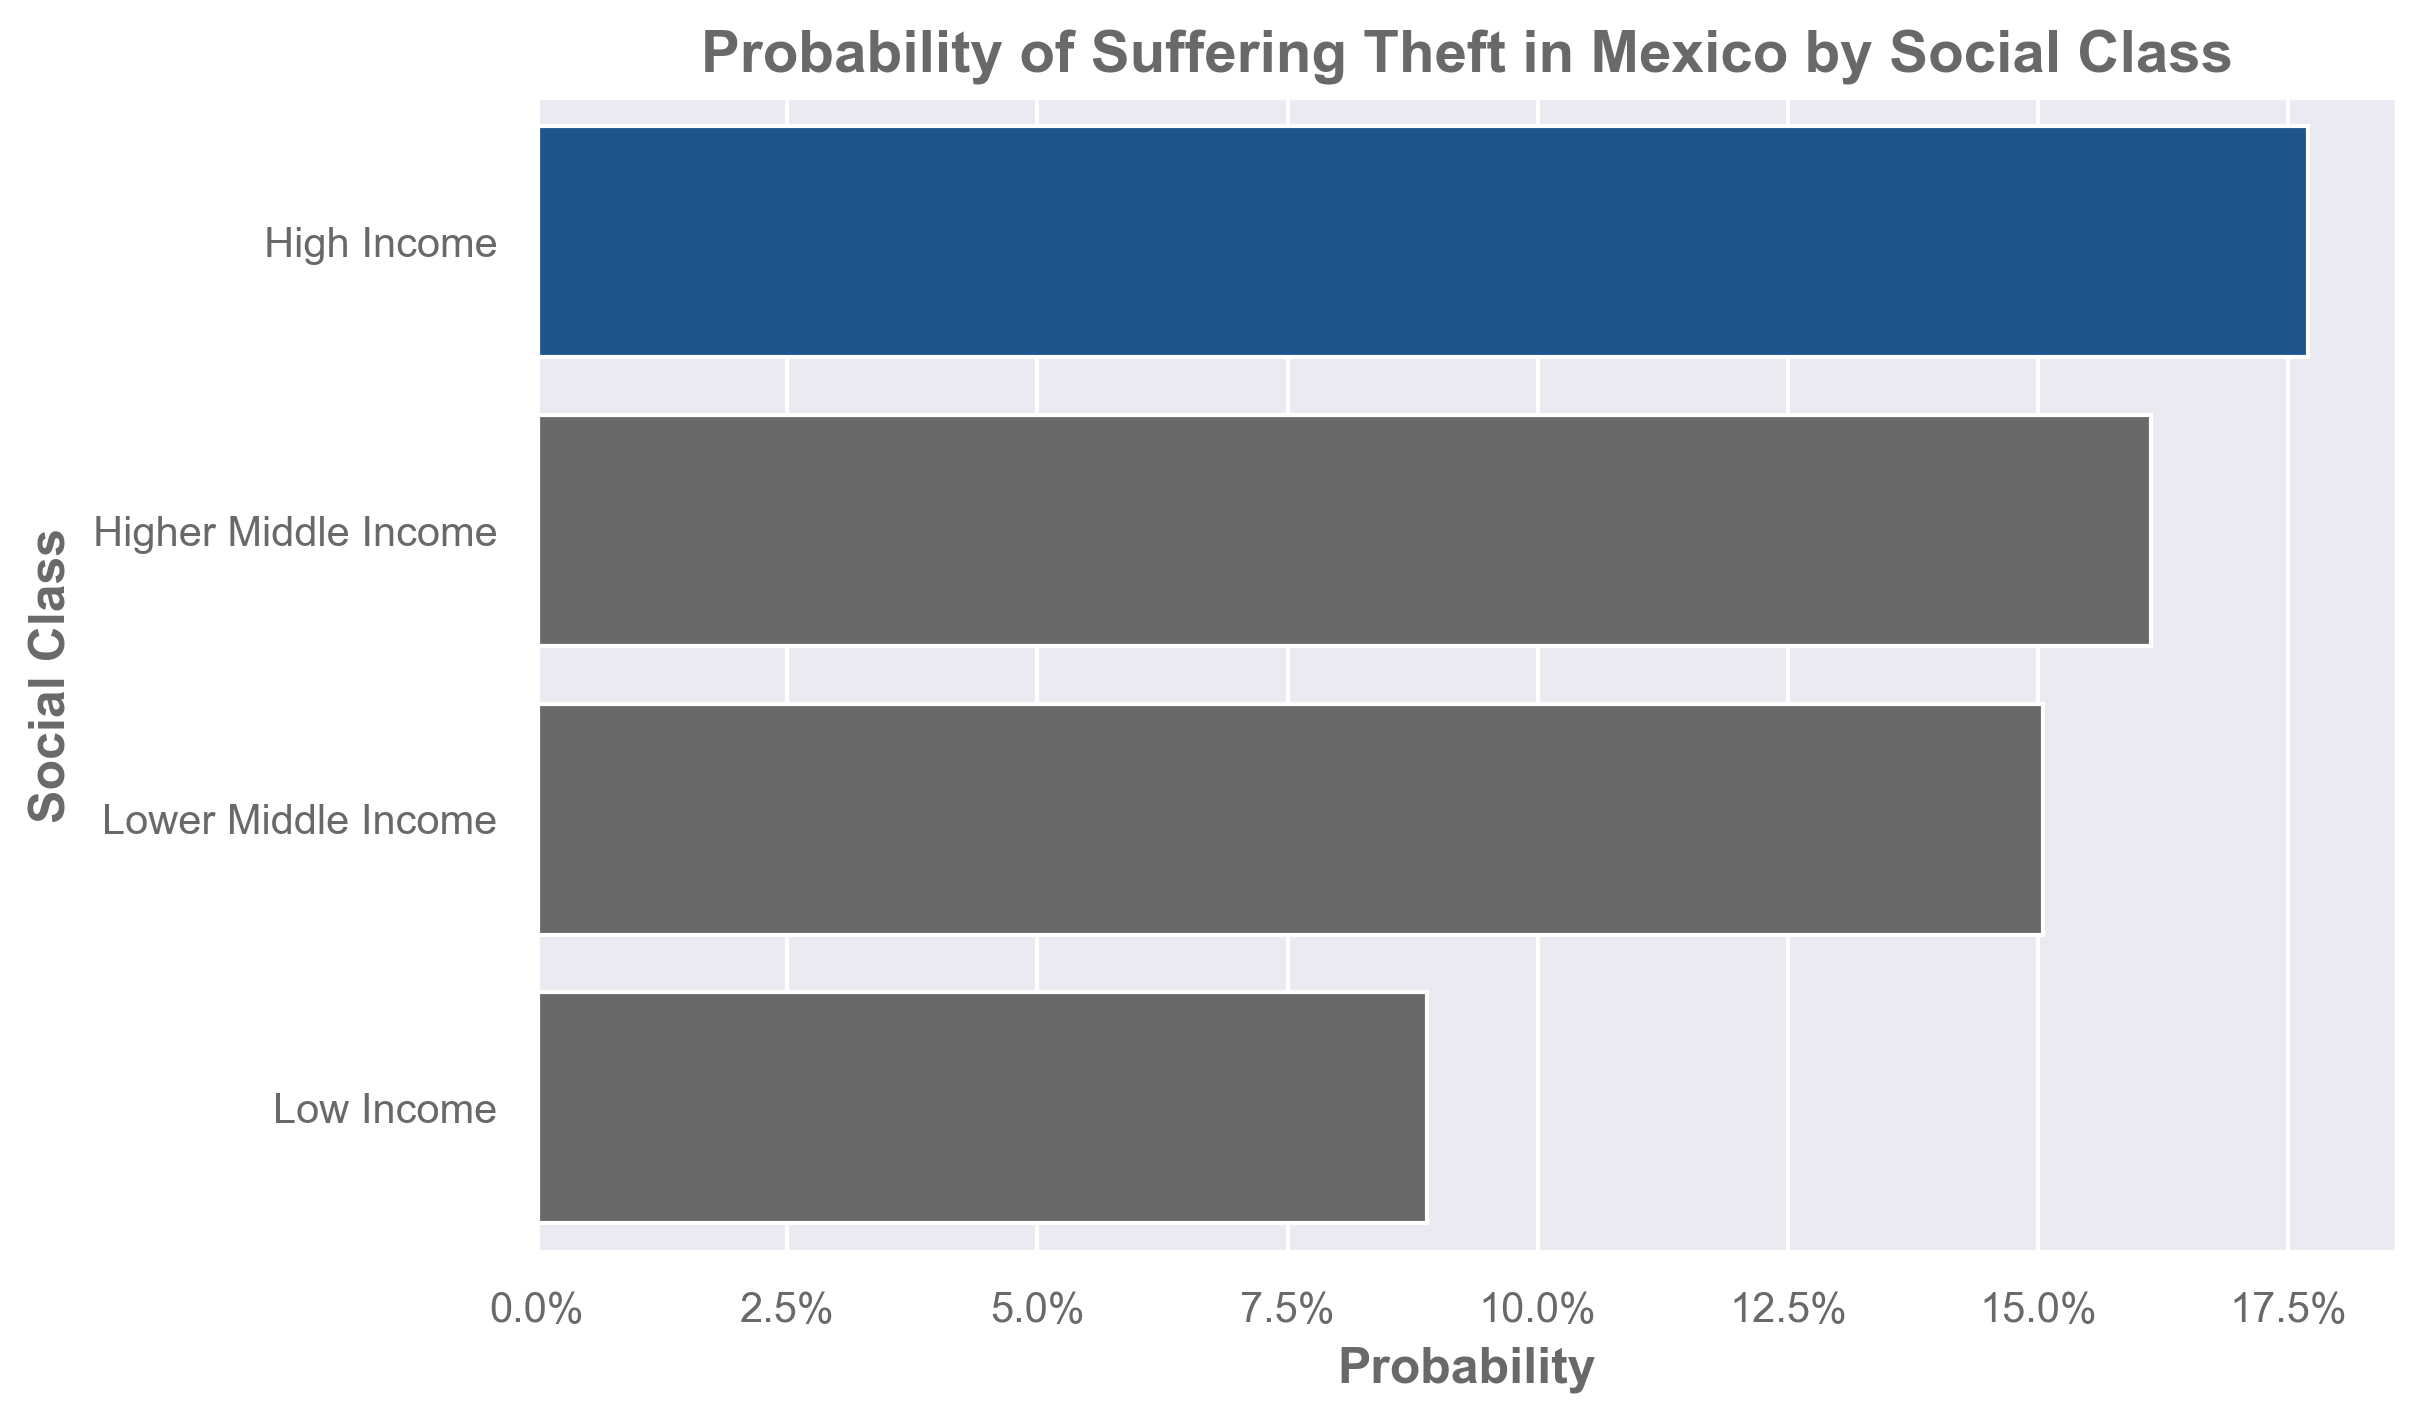 Probability of Suffering Theft in Mexico by Social Class
Social Class
High Income
Higher Middle Income
Lower Middle Income
Low Income
0.0% 2.5% 5.0% 7.5% 10.0% 12.5% 15.0% 17.5%
Probability